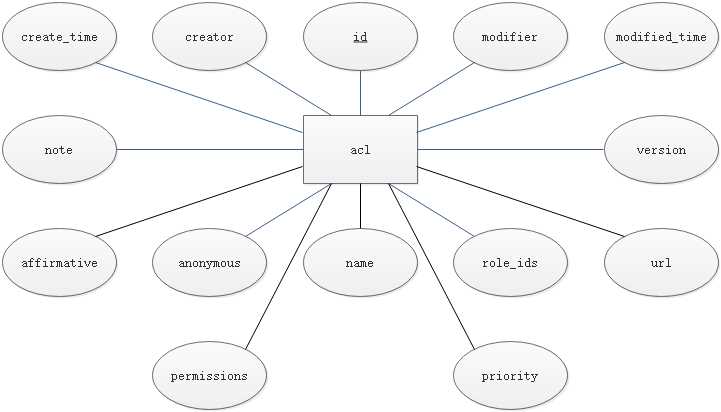 create_time
creator
id
modifier
modified_time
note
acl
version
affirmative
anonymous
name
role_ids
url
permissions
priority